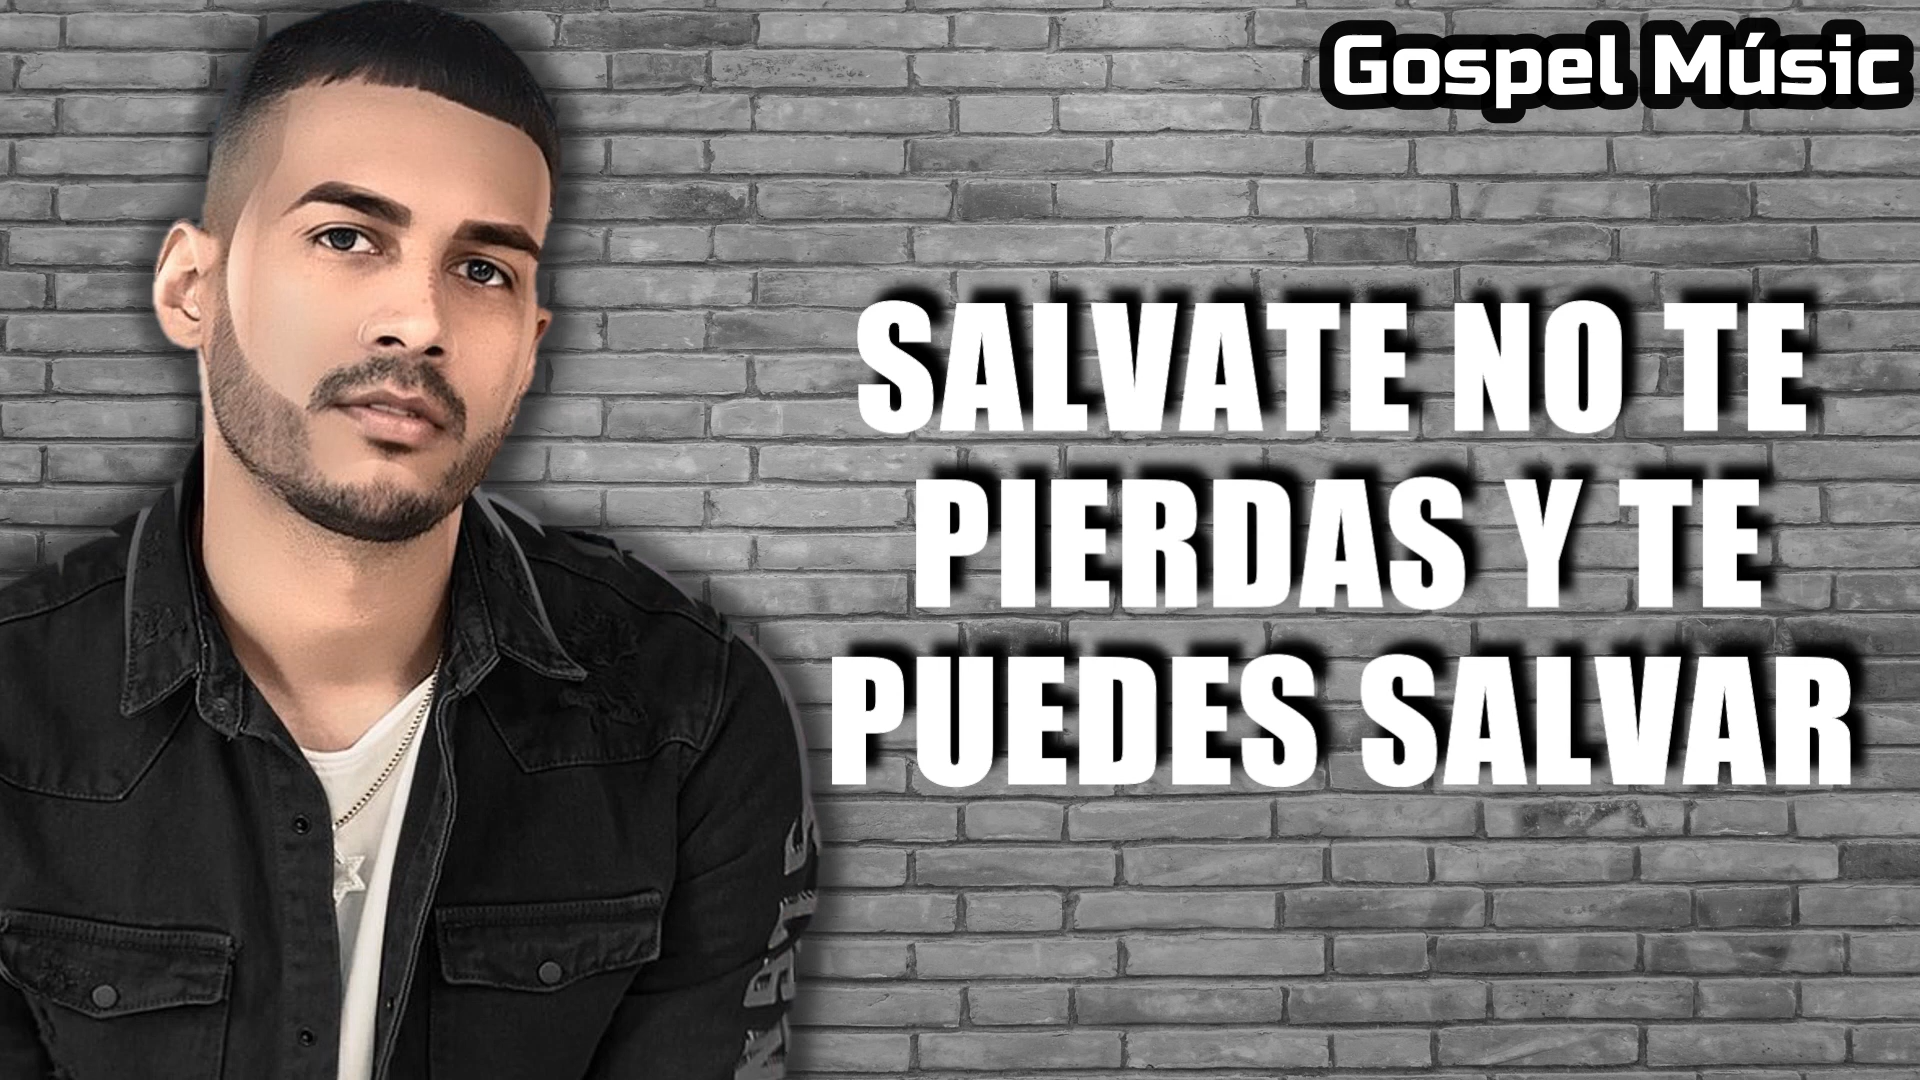 Gospel Músic
SALVATE NO TE
PIERDAS Y TE
PUEDES SALVAR